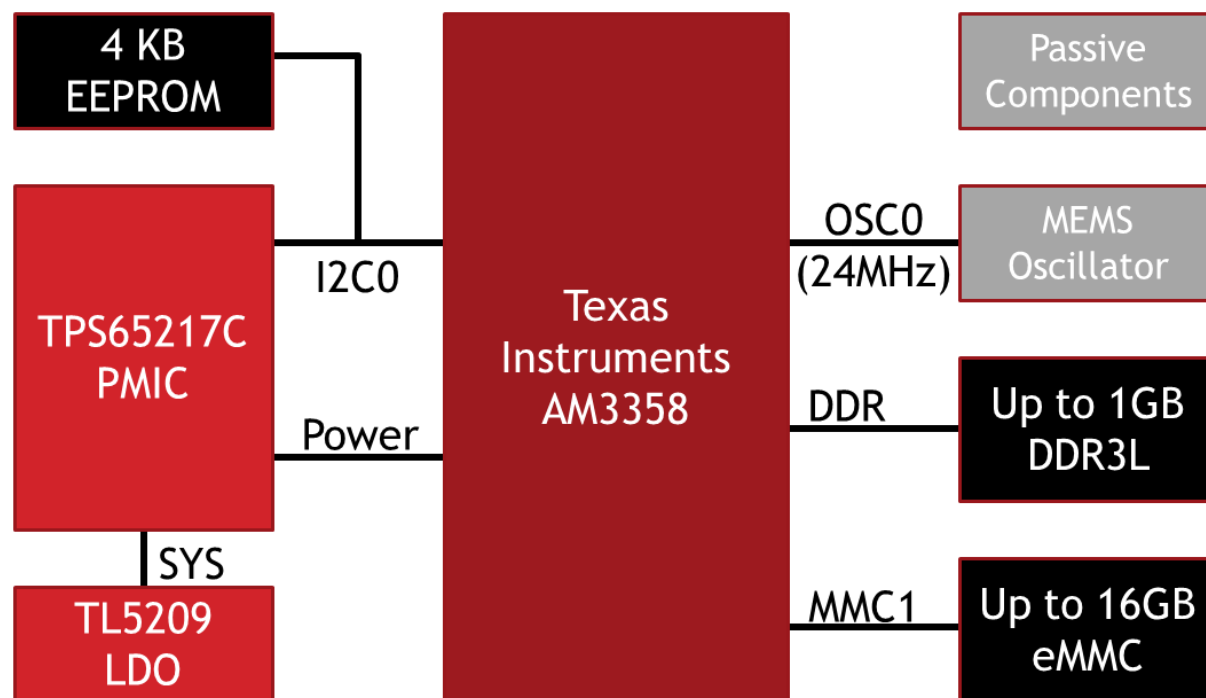 4 KB
EEPROM
TPS65217C
PMIC
I2C0
Power
SYS
TL5209
LDO
Texas
Instruments
AM3358
Passive
Components
OSC0
(24MHz)
MEMS
Oscillator
DDR
Up to 1GB
DDR3L
MMC1
Up to 16GB
eMMC